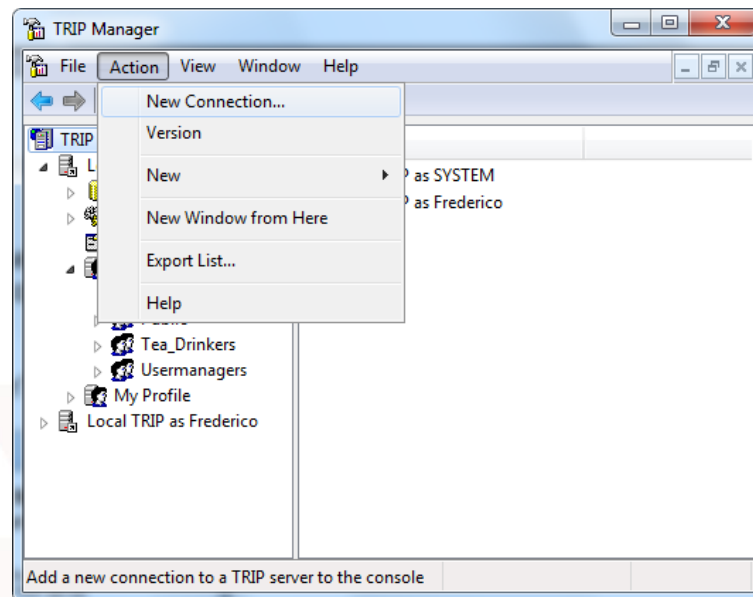 TRIP Manager
File Action View Window Help
New Connection...
Version
New
New Window from Here
Export List...
Help
TRIP
L
P as SYSTEM
P as Frederico
Tea_Drinkers
Usermanagers
My Profile
Local TRIP as Frederico
Add a new connection to a TRIP server to the console